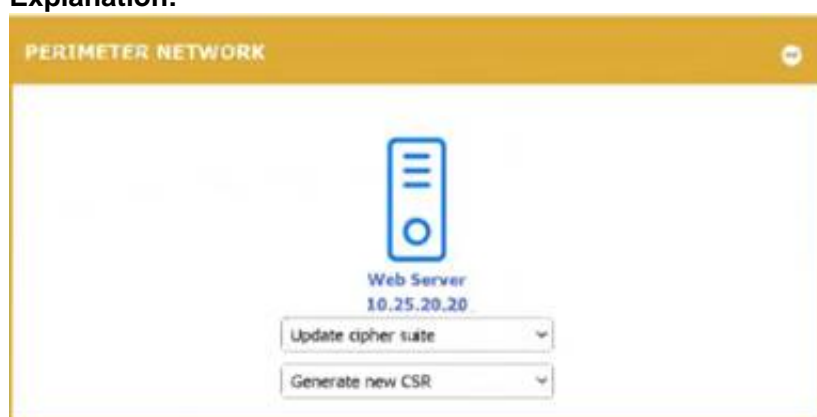 Explanation:
PERIMETER NETWORK
Web Server
10.25.20.20
Update cipher suite
Generate new CSR